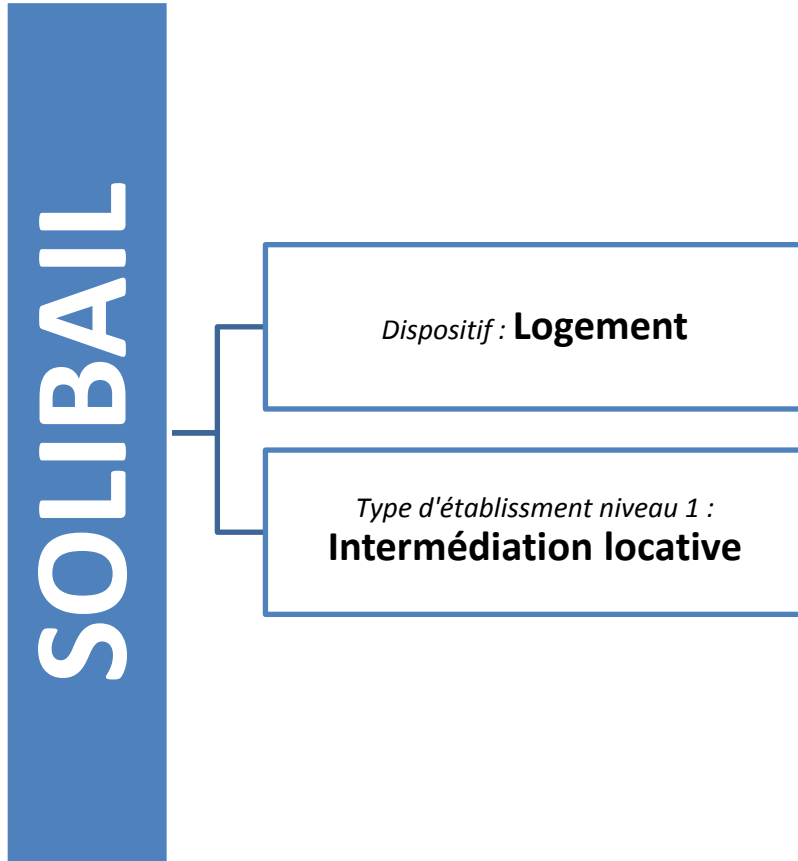 SOLIBAIL
Dispositif : Logement
Type d'établissment niveau 1 :
Intermédiation locative